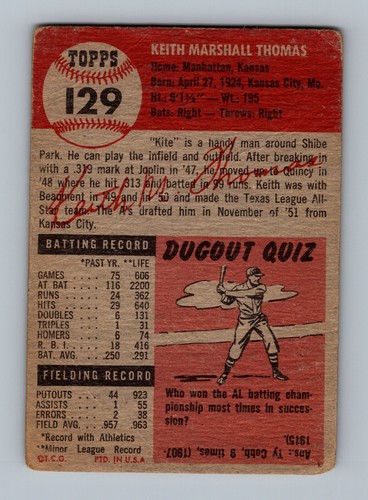 TOPPS
129
KEITH MARSHALL THOMAS
Home: Manhattan, Kansas
Born: April 27, 1924, Kansas City, Mo.
Ht.: 6'1½" — Wt.: 195
Bats: Right - Throws: Right
"Kite" is a handy man around Shibe
Park. He can play the infield and outfield. After breaking in
with a .319 mark at Joplin in '47, he moved up to Quincy in
'48 where he hit .313 and batted in 99 runs. Keith was with
Beaumont in '49 and '50 and made the Texas League All-
Star team. The A's drafted him in November of '51 from
Kansas City.
Keith M. Thomas
BATTING RECORD
*PAST YR. **LIFE
GAMES 75 606
AT BAT 116 2200
RUNS 24 362
HITS 29 640
DOUBLES 6 131
TRIPLES 1 31
HOMERS 6 74
R. B. I. 18 340
BAT. AVG. .250 .291
FIELDING RECORD
PUTOUTS 44 923
ASSISTS 1 55
ERRORS 2 38
FIELD AVG. .957 .963
*Record with Athletics
**Minor League Record
©T.C.G. PTD. IN U.S.A.
DUGOUT QUIZ
Who won the AL batting cham-
pionship most times in succes-
sion?
Ans.: Ty Cobb, 9 times, (1907-
1915).